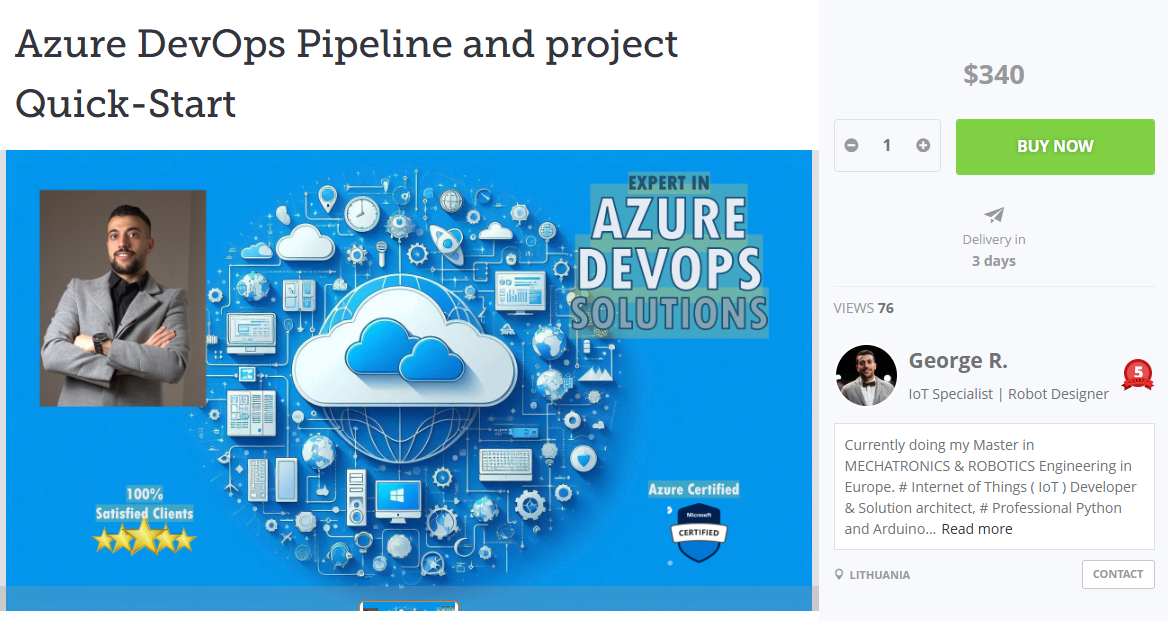 Azure DevOps Pipeline and project
Quick-Start
EXPERT IN
AZURE
DEVOPS
SOLUTIONS
100%
Satisfied Clients
Azure Certified
Microsoft
CERTIFIED
$340
1
BUY NOW
Delivery in
3 days
VIEWS 76
George R.
IoT Specialist | Robot Designer
5
Currently doing my Master in
MECHATRONICS & ROBOTICS Engineering in
Europe. # Internet of Things ( IoT ) Developer
& Solution architect, # Professional Python
and Arduino... Read more
LITHUANIA
CONTACT